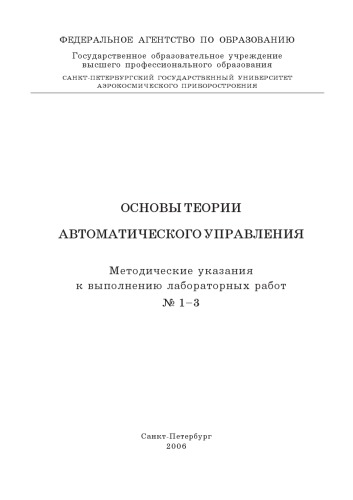 ФЕДЕРАЛЬНОЕ АГЕНТСТВО ПО ОБРАЗОВАНИЮ
Государственное образовательное учреждение
высшего профессионального образования
САНКТ-ПЕТЕРБУРГСКИЙ ГОСУДАРСТВЕННЫЙ УНИВЕРСИТЕТ
АЭРОКОСМИЧЕСКОГО ПРИБОРОСТРОЕНИЯ
ОСНОВЫ ТЕОРИИ
АВТОМАТИЧЕСКОГО УПРАВЛЕНИЯ
Методические указания
к выполнению лабораторных работ
№ 1–3
Санкт-Петербург
2006